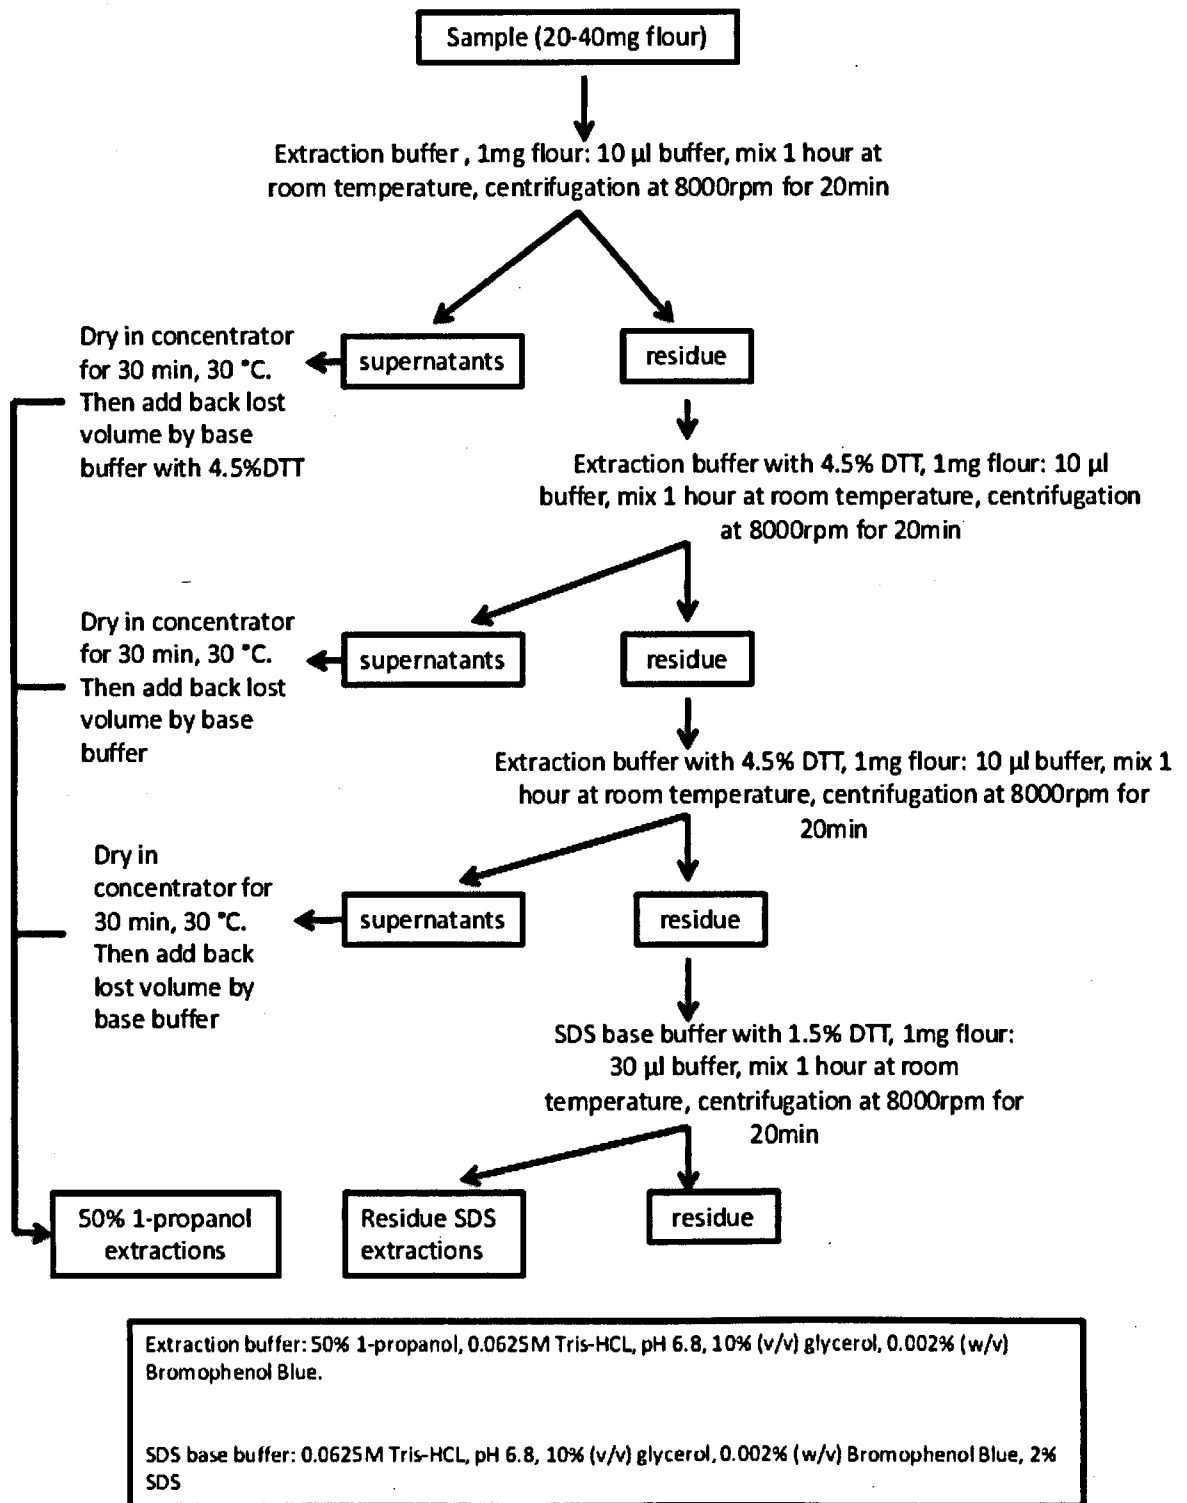 Sample (20-40mg flour)
Extraction buffer , 1mg flour: 10 µl buffer, mix 1 hour at
room temperature, centrifugation at 8000rpm for 20min
Dry in concentrator
for 30 min, 30 °C.
Then add back lost
volume by base
buffer with 4.5%DTT
supernatants
residue
Extraction buffer with 4.5% DTT, 1mg flour: 10 µl
buffer, mix 1 hour at room temperature, centrifugation
at 8000rpm for 20min
Dry in concentrator
for 30 min, 30 °C.
Then add back lost
volume by base
buffer
supernatants
residue
Extraction buffer with 4.5% DTT, 1mg flour: 10 µl buffer, mix 1
hour at room temperature, centrifugation at 8000rpm for
20min
Dry in
concentrator for
30 min, 30 °C.
Then add back
lost volume by
base buffer
supernatants
residue
SDS base buffer with 1.5% DTT, 1mg flour:
30 µl buffer, mix 1 hour at room
temperature, centrifugation at 8000rpm for
20min
50% 1-propanol
extractions
Residue SDS
extractions
residue
Extraction buffer: 50% 1-propanol, 0.0625M Tris-HCL, pH 6.8, 10% (v/v) glycerol, 0.002% (w/v)
Bromophenol Blue.
SDS base buffer: 0.0625M Tris-HCL, pH 6.8, 10% (v/v) glycerol, 0.002% (w/v) Bromophenol Blue, 2%
SDS